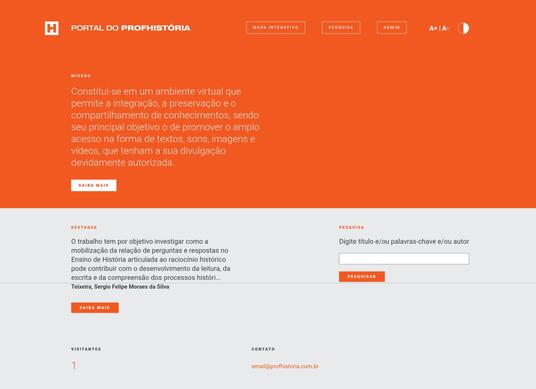 H PORTAL DO PROFHISTÓRIA
MAPA INTERATIVO PESQUISA ADMIN A+ | A-
MISSÃO
Constitui-se em um ambiente virtual que
permite a integração, a preservação e o
compartilhamento de conhecimentos, sendo
seu principal objetivo o de promover o amplo
acesso na forma de textos, sons, imagens e
vídeos, que tenham a sua divulgação
devidamente autorizada.
SAIBA MAIS
DESTAQUE
O trabalho tem por objetivo investigar como a
mobilização da relação de perguntas e respostas no
Ensino de História articulada ao raciocínio histórico
pode contribuir com o desenvolvimento da leitura, da
escrita e da compreensão dos processos históri...
Teixeira, Sergio Felipe Moraes da Silva
SAIBA MAIS
PESQUISA
Digite título e/ou palavras-chave e/ou autor
PESQUISAR
VISITANTES
1
CONTATO
email@profhistoria.com.br